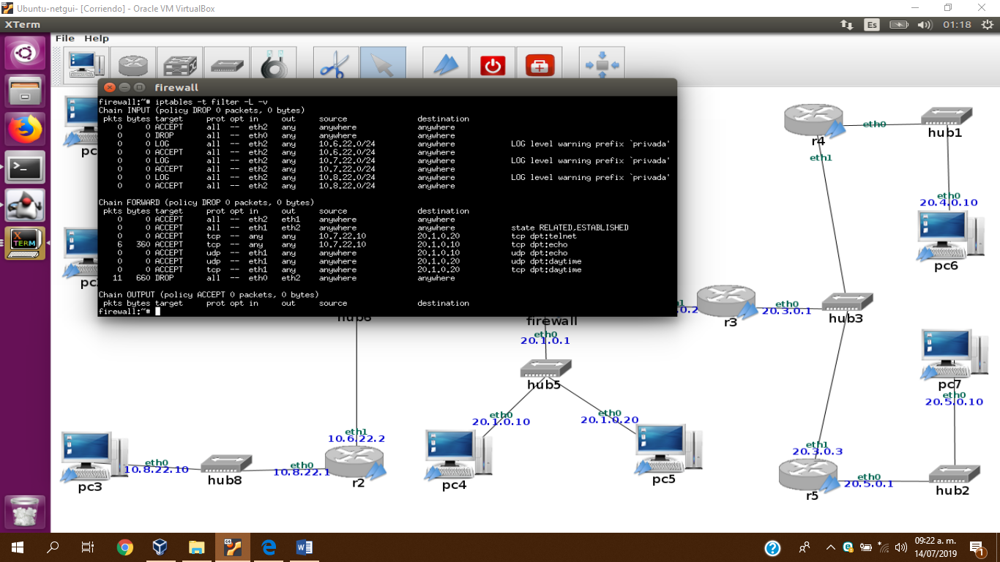 Ubuntu-netgui- [Corriendo] - Oracle VM VirtualBox
XTerm
Es
01:18
File Help
firewall
firewall:~# iptables -t filter -L -v
Chain INPUT (policy DROP 0 packets, 0 bytes)
pkts bytes target prot opt in out source destination
0 0 ACCEPT all -- eth2 any anywhere anywhere
0 0 DROP all -- eth0 any anywhere anywhere
0 0 LOG all -- eth2 any 10.6.22.0/24 anywhere LOG level warning prefix `privada'
0 0 ACCEPT all -- eth2 any 10.6.22.0/24 anywhere
0 0 LOG all -- eth2 any 10.7.22.0/24 anywhere LOG level warning prefix `privada'
0 0 ACCEPT all -- eth2 any 10.7.22.0/24 anywhere
0 0 LOG all -- eth2 any 10.8.22.0/24 anywhere LOG level warning prefix `privada'
0 0 ACCEPT all -- eth2 any 10.8.22.0/24 anywhere
Chain FORWARD (policy DROP 0 packets, 0 bytes)
pkts bytes target prot opt in out source destination
0 0 ACCEPT all -- eth2 eth1 anywhere anywhere
0 0 ACCEPT all -- eth1 eth2 anywhere anywhere state RELATED,ESTABLISHED
0 0 ACCEPT tcp -- any any 10.7.22.10 20.1.0.20 tcp dpt:telnet
6 360 ACCEPT tcp -- any any 10.7.22.10 20.1.0.10 tcp dpt:echo
0 0 ACCEPT udp -- eth1 any anywhere 20.1.0.10 udp dpt:echo
0 0 ACCEPT udp -- eth1 any anywhere 20.1.0.20 udp dpt:daytime
0 0 ACCEPT tcp -- eth1 any anywhere 20.1.0.20 tcp dpt:daytime
11 660 DROP all -- eth0 eth2 anywhere anywhere
Chain OUTPUT (policy ACCEPT 0 packets, 0 bytes)
pkts bytes target prot opt in out source destination
firewall:~#
X TERM
pc
pc
r4
eth0
eth1
hub1
eth0
20.4.0.10
pc6
hub6
firewall
eth0
20.1.0.1
0.2
r3
eth0
20.3.0.1
hub3
hub5
eth0
20.1.0.10
eth0
20.1.0.20
pc4
pc5
pc7
eth0
20.5.0.10
eth1
10.6.22.2
r2
eth0
10.8.22.1
hub8
eth0
10.8.22.10
pc3
eth1
20.3.0.3
r5
eth0
20.5.0.1
hub2
09:22 a. m.
14/07/2019
1